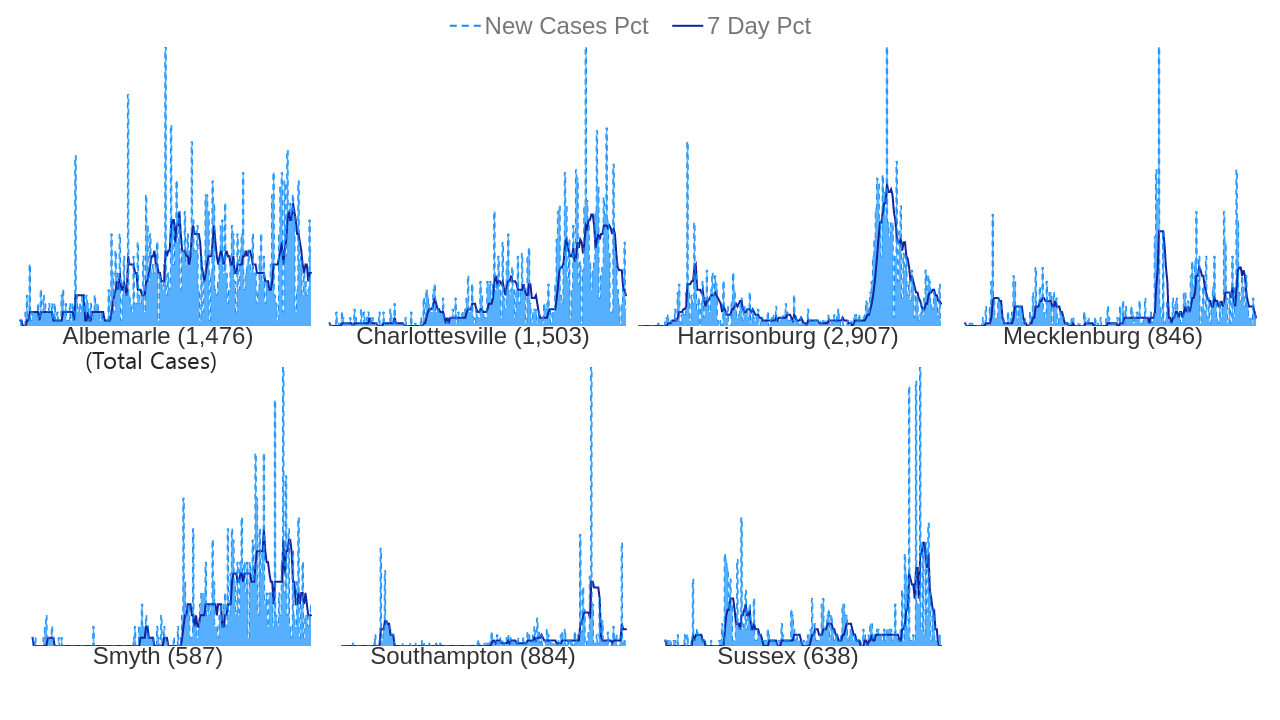 New Cases Pct 7 Day Pct
Albemarle (1,476) Charlottesville (1,503) Harrisonburg (2,907) Mecklenburg (846)
(Total Cases)
Smyth (587) Southampton (884) Sussex (638)